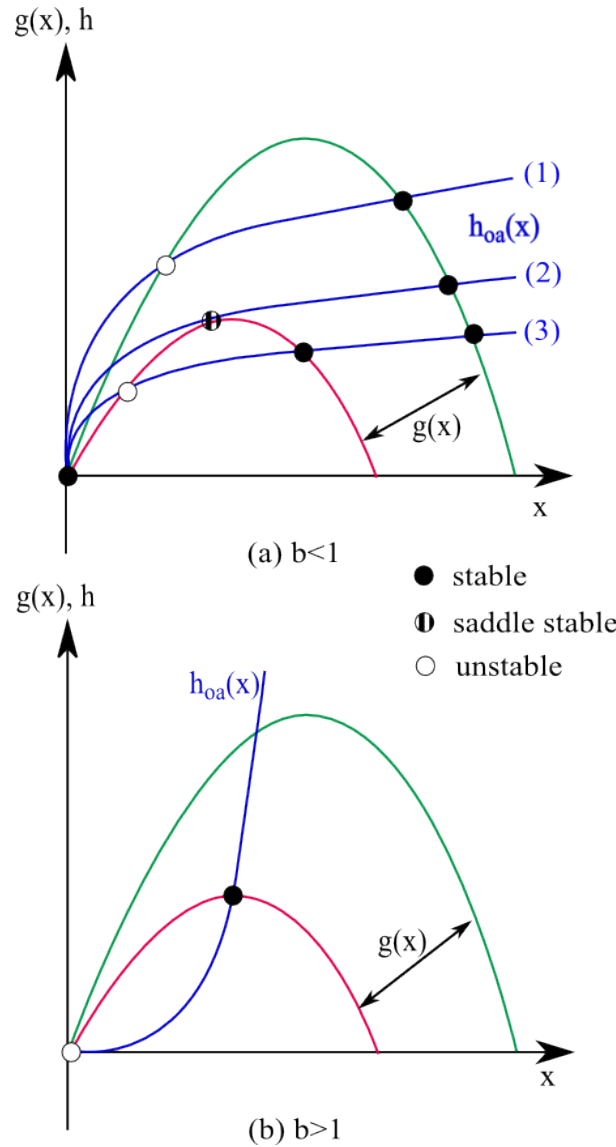 g(x), h
(1)
h_oa(x)
(2)
(3)
g(x)
x
(a) b<1
stable
g(x), h
saddle stable
unstable
h_oa(x)
g(x)
x
(b) b>1